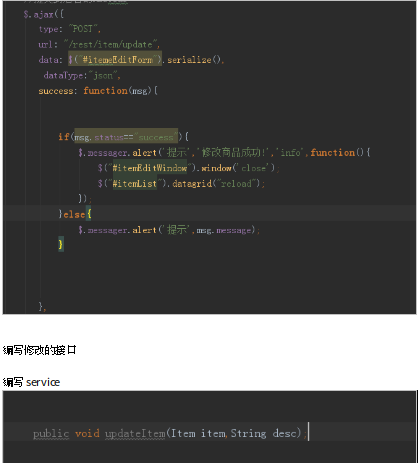 $.ajax({
type: "POST",
url: "/rest/item/update",
data: $("#itemeEditForm").serialize(),
dataType:"json",
success: function(msg){
if(msg.status=="success"){
$.messager.alert('提示','修改商品成功!','info',function(){
$("#itemEditWindow").window('close');
$("#itemList").datagrid("reload");
});
}else{
$.messager.alert('提示',msg.message);
}
},
编写修改的接口
编写 service
public void updateItem(Item item,String desc);